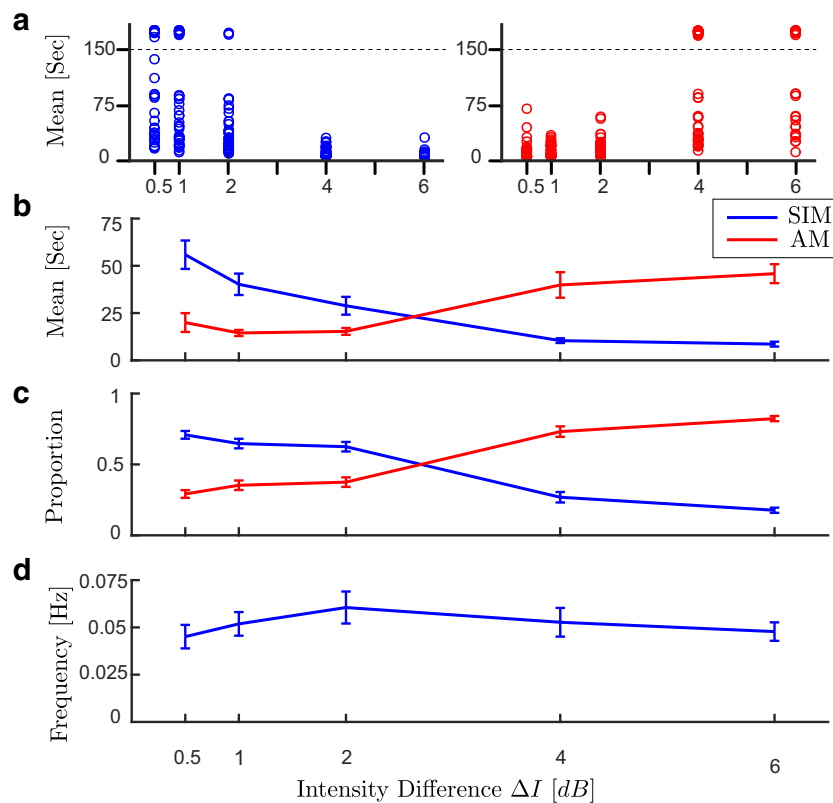 a
Mean [Sec]
150
75
0
0.5 1 2 4 6
150
75
0
0.5 1 2 4 6
b
Mean [Sec]
75
50
25
0
SIM
AM
c
Proportion
1
0.5
0
d
Frequency [Hz]
0.075
0.05
0.025
0
0.5 1 2 4 6
Intensity Difference ΔI [dB]